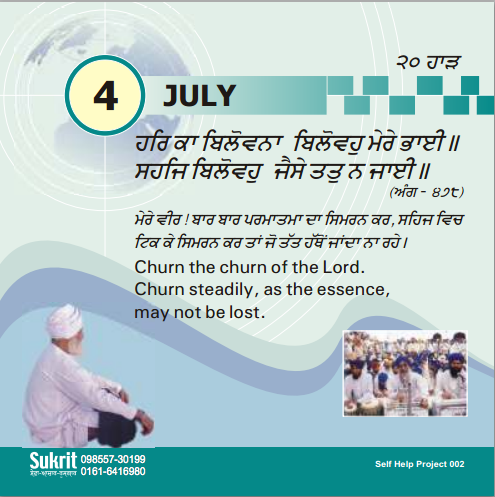 ੨੦ ਹਾੜ
4 JULY
ਹਰਿ ਕਾ ਬਿਲੋਵਨਾ ਬਿਲੋਵਹੁ ਮੇਰੇ ਭਾਈ॥
ਸਹਜਿ ਬਿਲੋਵਹੁ ਜੈਸੇ ਤਤੁ ਨ ਜਾਈ॥
(ਅੰਗ - ੪੭੮)
ਮੇਰੇ ਵੀਰ ! ਬਾਰ ਬਾਰ ਪਰਮਾਤਮਾ ਦਾ ਸਿਮਰਨ ਕਰ, ਸਹਿਜ ਵਿਚ
ਟਿਕ ਕੇ ਸਿਮਰਨ ਕਰ ਤਾਂ ਜੋ ਤੱਤ ਹੱਥੋਂ ਜਾਂਦਾ ਨਾ ਰਹੇ।
Churn the churn of the Lord.
Churn steadily, as the essence,
may not be lost.
Sukrit 098557-30199
0161-6416980
Self Help Project 002